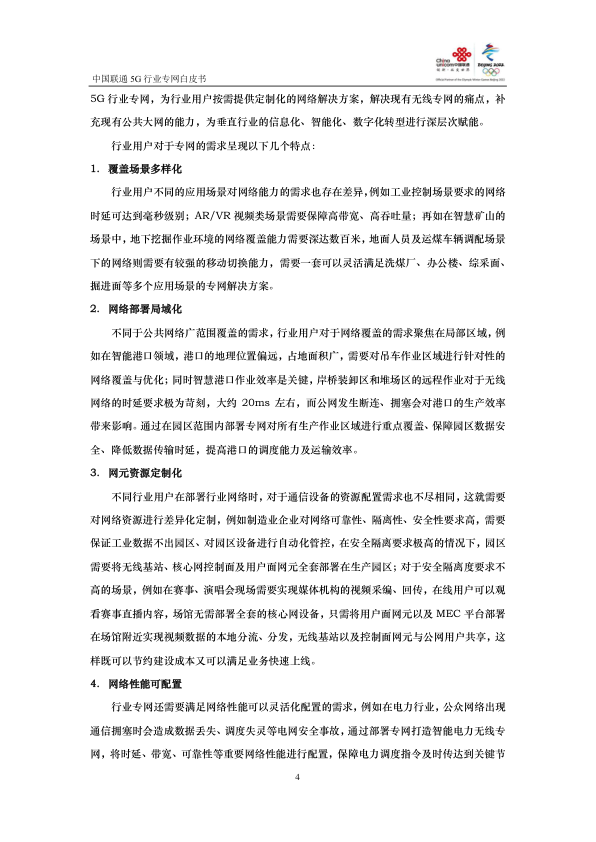 中国联通 5G 行业专网白皮书
China
unicom中国联通
BEIJING 2022
5G 行业专网，为行业用户按需提供定制化的网络解决方案，解决现有无线专网的痛点，补
充现有公共大网的能力，为垂直行业的信息化、智能化、数字化转型进行深层次赋能。
行业用户对于专网的需求呈现以下几个特点：
1. 覆盖场景多样化
行业用户不同的应用场景对网络能力的需求也存在差异，例如工业控制场景要求的网络
时延可达到毫秒级别；AR/VR 视频类场景需要保障高带宽、高吞吐量；再如在智慧矿山的
场景中，地下挖掘作业环境的网络覆盖能力需要深达数百米，地面人员及运煤车辆调配场景
下的网络则需要有较强的移动切换能力，需要一套可以灵活满足洗煤厂、办公楼、综采面、
掘进面等多个应用场景的专网解决方案。
2. 网络部署局域化
不同于公共网络广范围覆盖的需求，行业用户对于网络覆盖的需求聚焦在局部区域，例
如在智能港口领域，港口的地理位置偏远，占地面积广，需要对吊车作业区域进行针对性的
网络覆盖与优化；同时智慧港口作业效率是关键，岸桥装卸区和堆场区的远程作业对于无线
网络的时延要求极为苛刻，大约 20ms 左右，而公网发生断连、拥塞会对港口的生产效率
带来影响。通过在园区范围内部署专网对所有生产作业区域进行重点覆盖、保障园区数据安
全、降低数据传输时延，提高港口的调度能力及运输效率。
3. 网元资源定制化
不同行业用户在部署行业网络时，对于通信设备的资源配置需求也不尽相同，这就需要
对网络资源进行差异化定制，例如制造业企业对网络可靠性、隔离性、安全性要求高，需要
保证工业数据不出园区、对园区设备进行自动化管控，在安全隔离要求极高的情况下，园区
需要将无线基站、核心网控制面及用户面网元全套部署在生产园区；对于安全隔离度要求不
高的场景，例如在赛事、演唱会现场需要实现媒体机构的视频采编、回传，在线用户可以观
看赛事直播内容，场馆无需部署全套的核心网设备，只需将用户面网元以及 MEC 平台部署
在场馆附近实现视频数据的本地分流、分发，无线基站以及控制面网元与公网用户共享，这
样既可以节约建设成本又可以满足业务快速上线。
4. 网络性能可配置
行业专网还需要满足网络性能可以灵活化配置的需求，例如在电力行业，公众网络出现
通信拥塞时会造成数据丢失、调度失灵等电网安全事故，通过部署专网打造智能电力无线专
网，将时延、带宽、可靠性等重要网络性能进行配置，保障电力调度指令及时传达到关键节
4